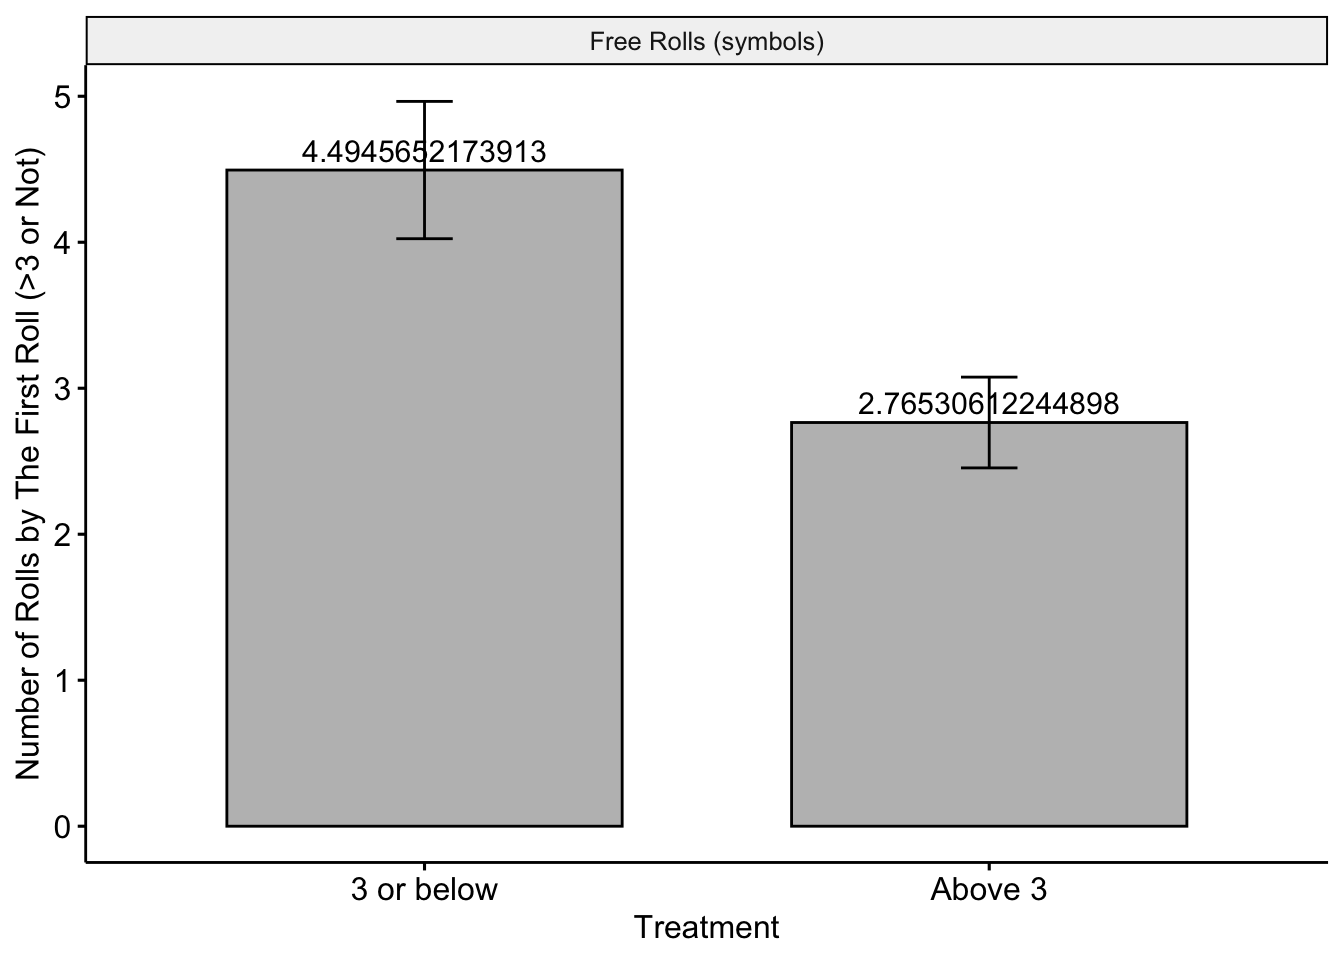 Free Rolls (symbols)
Number of Rolls by The First Roll (>3 or Not)
5
4
3
2
1
0
4.4945652173913
2.76530612244898
3 or below
Above 3
Treatment